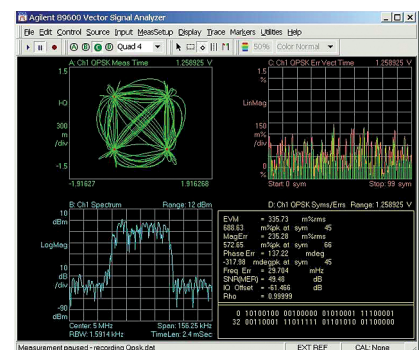 Agilent 89600 Vector Signal Analyzer
File Edit Control Source Input MeasSetup Display Trace Markers Utilities Help
A B C D Quad 4 50% Color Normal
A: Ch1 QPSK Meas Time 1.258925 V
1.5
I-Q
300
m
/div
-1.5
-1.91627 1.916268
C: Ch1 QPSK Err Vect Time 1.258925 V
1.5
%
LinMag
150
m%
/div
0
%
Start: 0 sym Stop: 99 sym
B: Ch1 Spectrum Range: 12 dBm
10
dBm
LogMag
10
dB
/div
-90
dBm
Center: 5 MHz Span: 156.25 kHz
RBW: 1.5914 kHz TimeLen: 2.4 mSec
D: Ch1 QPSK Syms/Errs Range: 1.258925 V
EVM = 335.73 m%rms
688.63 m%pk at sym 45
MagErr = 235.28 m%rms
572.65 m%pk at sym 66
Phase Err = 137.22 mdeg
-317.98 mdegpk at sym 45
Freq Err = 29.704 mHz
SNR(MER) = 49.48 dB
IQ Offset = -61.466 dB
Rho = 0.99999
0 10100100 00100000 01010001 11100001
32 00110001 11011111 01101010 01100000
Measurement paused - recording Qpsk.dat EXT REF CAL: None